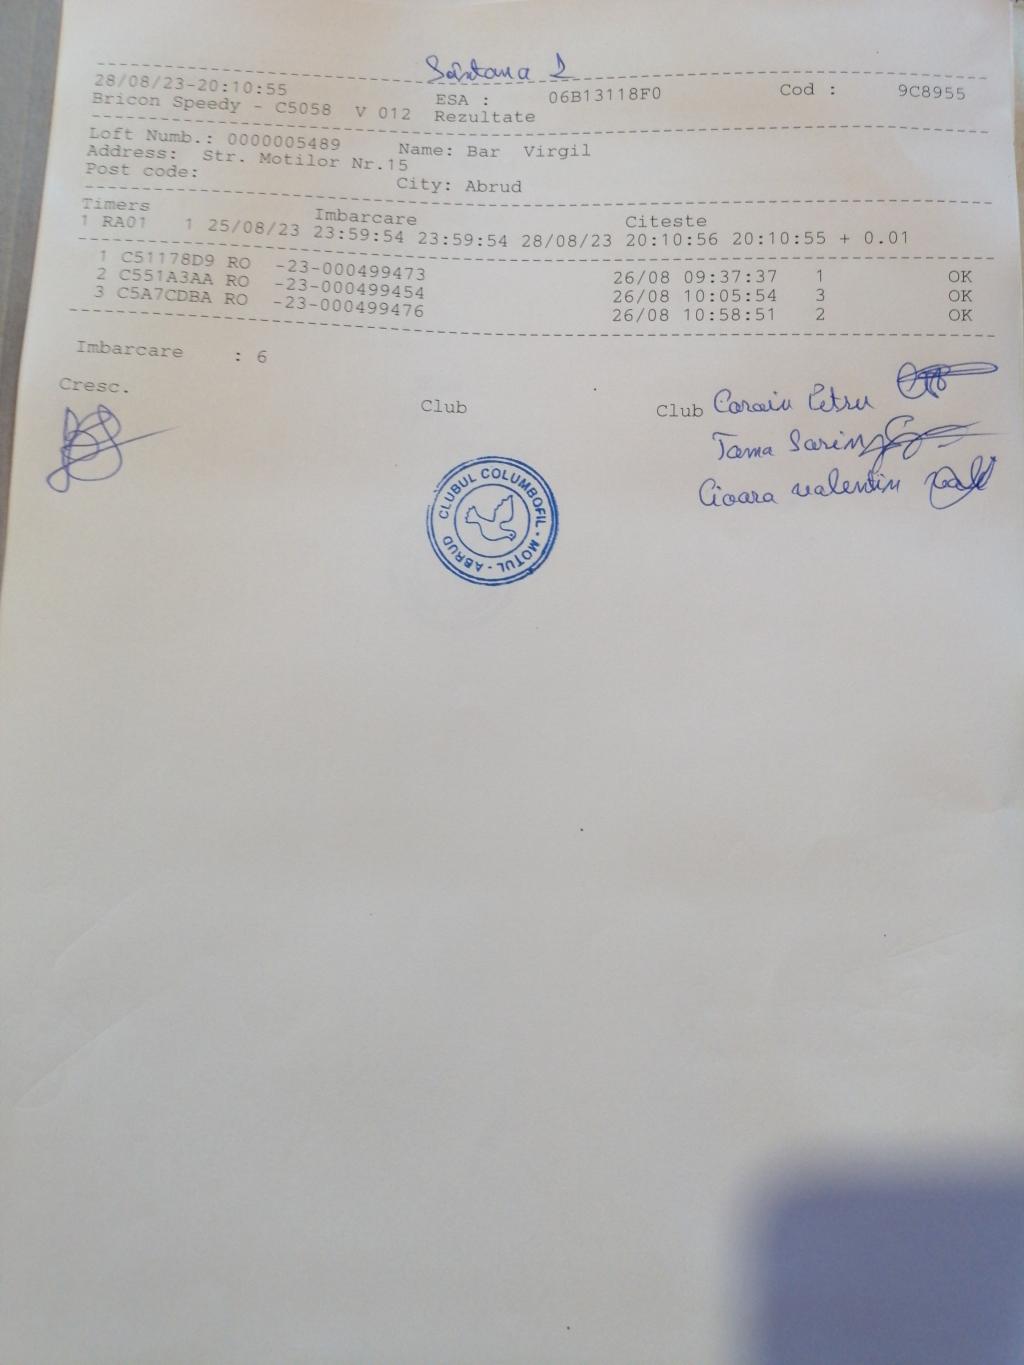 Santana 2
28/08/23-20:10:55 ESA : 06B13118F0 Cod : 9C8955
Bricon Speedy - C5058 V 012 Rezultate
Loft Numb.: 0000005489 Name: Bar Virgil
Address: Str. Motilor Nr.15
Post code: City: Abrud
Timers Imbarcare Citeste
1 RA01 1 25/08/23 23:59:54 23:59:54 28/08/23 20:10:56 20:10:55 + 0.01
1 C51178D9 RO -23-000499473 26/08 09:37:37 1 OK
2 C551A3AA RO -23-000499454 26/08 10:05:54 3 OK
3 C5A7CDBA RO -23-000499476 26/08 10:58:51 2 OK
Imbarcare : 6
Cresc. Club Club
Petru
Toma Sorin
Cioara Valentin
CLUBUL COLUMBOFIL - MOTUL - ABRUD